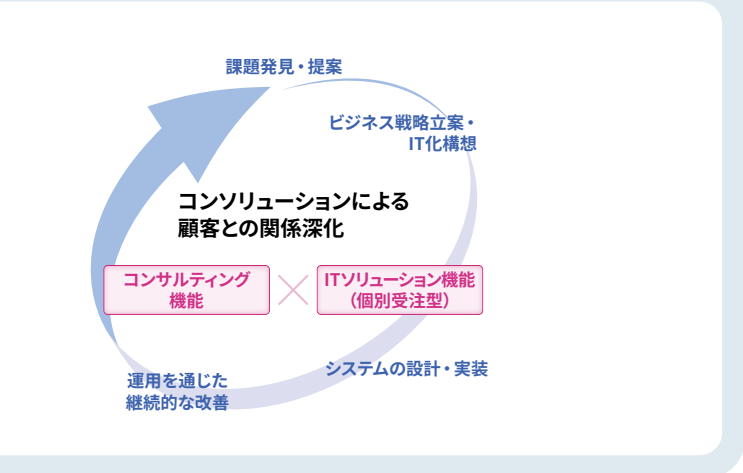 課題発見・提案
ビジネス戦略立案・
IT化構想
コンソリューションによる
顧客との関係深化
コンサルティング
機能
ITソリューション機能
（個別受注型）
システムの設計・実装
運用を通じた
継続的な改善